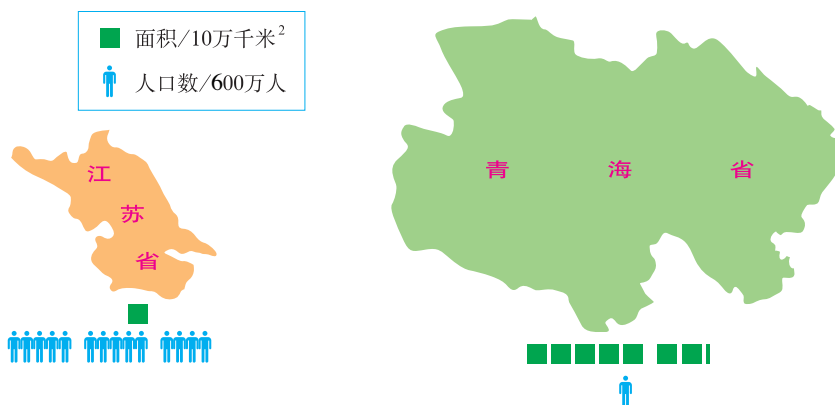 面积/10万千米²
人口数/600万人
江
苏
省
青海省